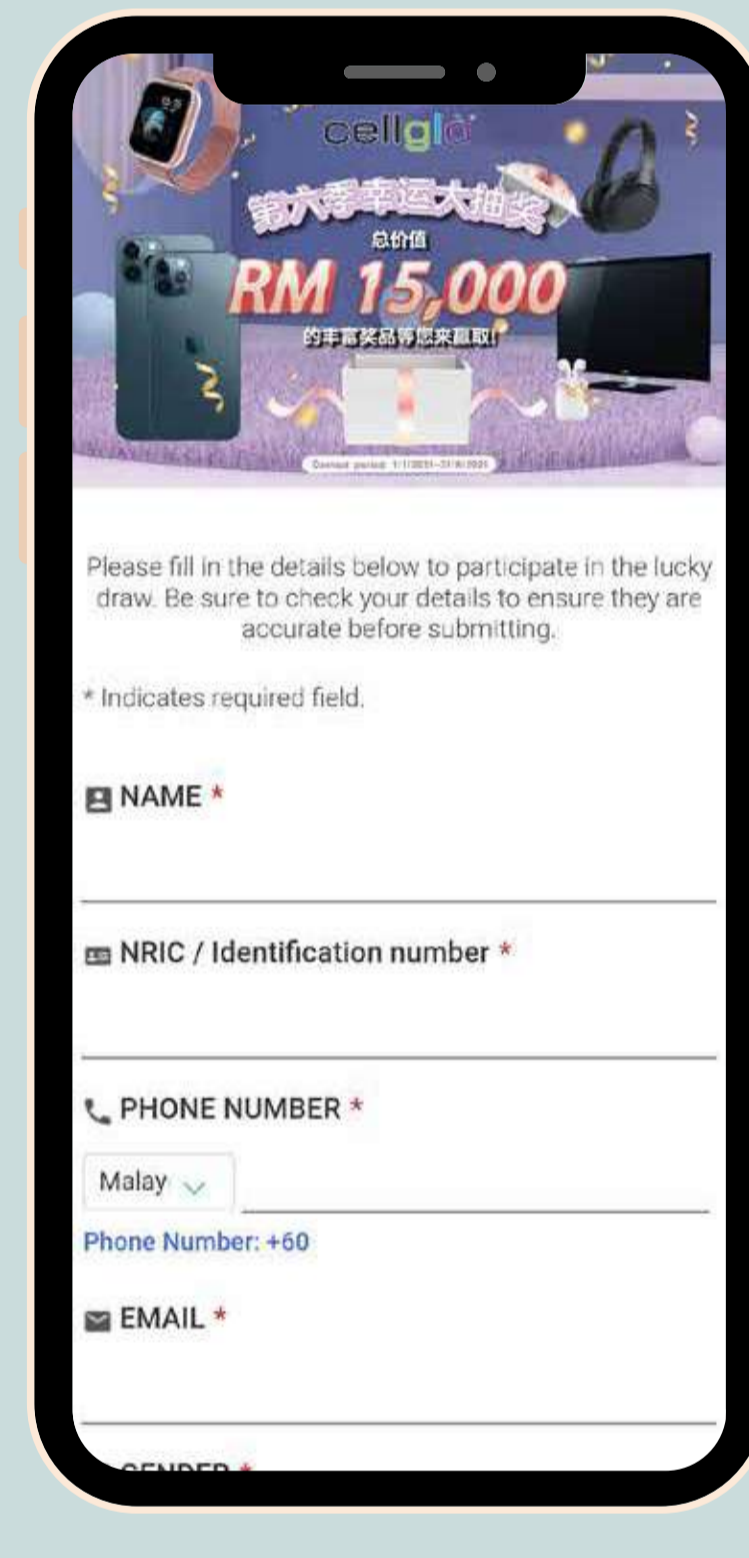 cellglo
第六季幸运大抽奖
总价值
RM 15,000
的丰富奖品等您来赢取!
Contest period:
Please fill in the details below to participate in the lucky
draw. Be sure to check your details to ensure they are
accurate before submitting.
* Indicates required field.
NAME *
NRIC / Identification number *
PHONE NUMBER *
Malay
Phone Number: +60
EMAIL *
GENDER *